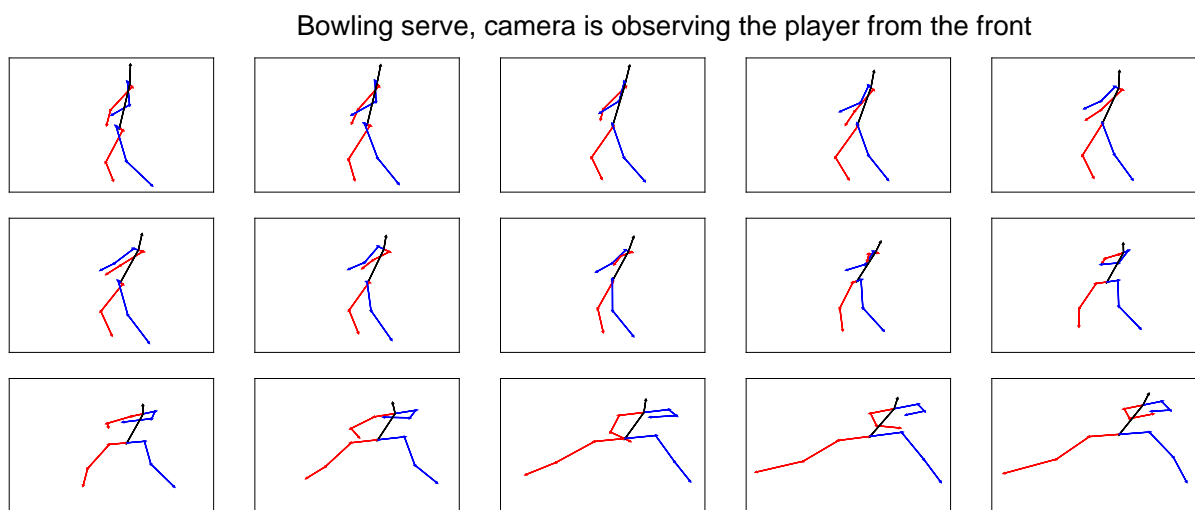 Bowling serve, camera is observing the player from the front